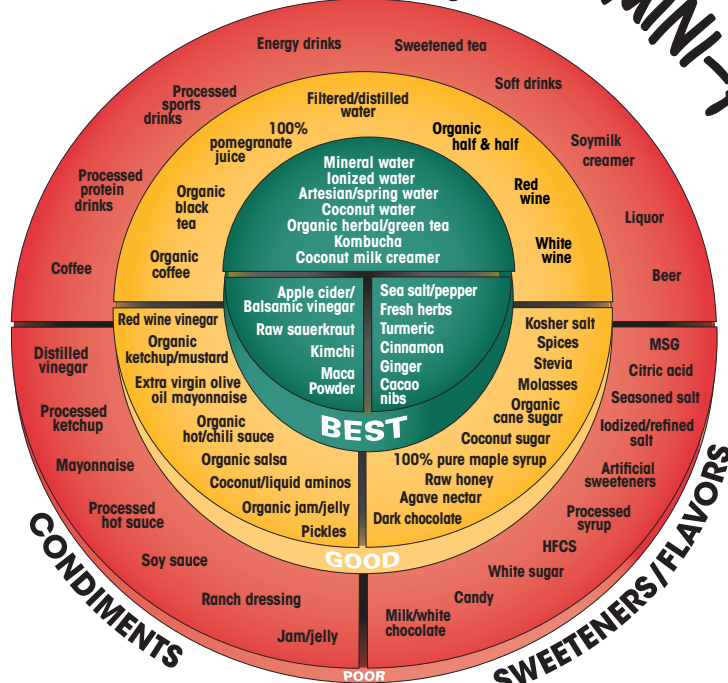 MINI-
Energy drinks
Sweetened tea
Soft drinks
Processed
sports
drinks
Soymilk
creamer
Processed
protein
drinks
Liquor
Coffee
Beer
Filtered/distilled
water
100%
pomegranate
juice
Organic
half & half
Organic
black
tea
Red
wine
Organic
coffee
White
wine
Mineral water
Ionized water
Artesian/spring water
Coconut water
Organic herbal/green tea
Kombucha
Coconut milk creamer
Apple cider/
Balsamic vinegar
Raw sauerkraut
Kimchi
Maca
Powder
Sea salt/pepper
Fresh herbs
Turmeric
Cinnamon
Ginger
Cacao
nibs
BEST
Red wine vinegar
Organic
ketchup/mustard
Extra virgin olive
oil mayonnaise
Organic
hot/chili sauce
Organic salsa
Coconut/liquid aminos
Organic jam/jelly
Pickles
Kosher salt
Spices
Stevia
Molasses
Organic
cane sugar
Coconut sugar
100% pure maple syrup
Raw honey
Agave nectar
Dark chocolate
GOOD
Distilled
vinegar
Processed
ketchup
Mayonnaise
Processed
hot sauce
Soy sauce
Ranch dressing
Jam/jelly
MSG
Citric acid
Seasoned salt
Iodized/refined
salt
Artificial
sweeteners
Processed
syrup
HFCS
White sugar
Candy
Milk/white
chocolate
POOR
CONDIMENTS
SWEETENERS/FLAVORS